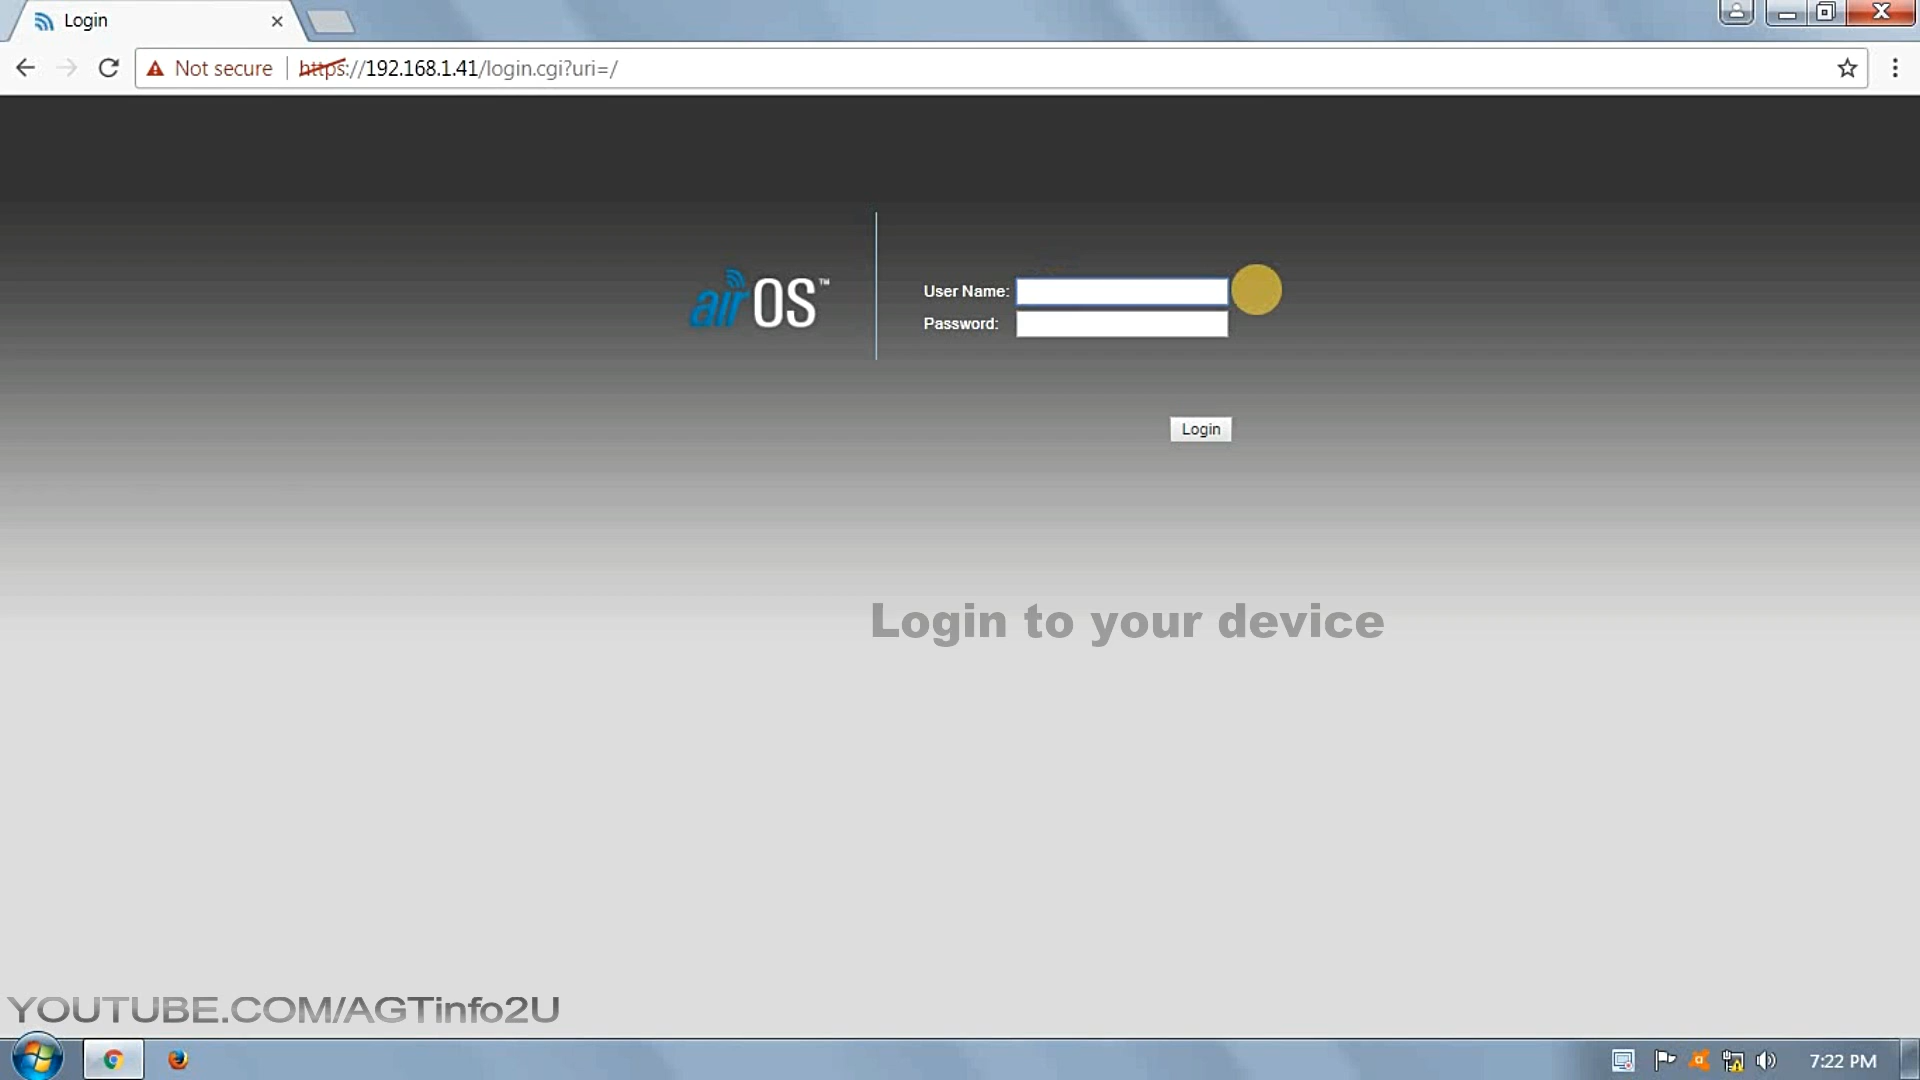 Login
Not secure https://192.168.1.41/login.cgi?uri=/
airOS™
User Name:
Password:
Login
Login to your device
YOUTUBE.COM/AGTinfo2U
7:22 PM